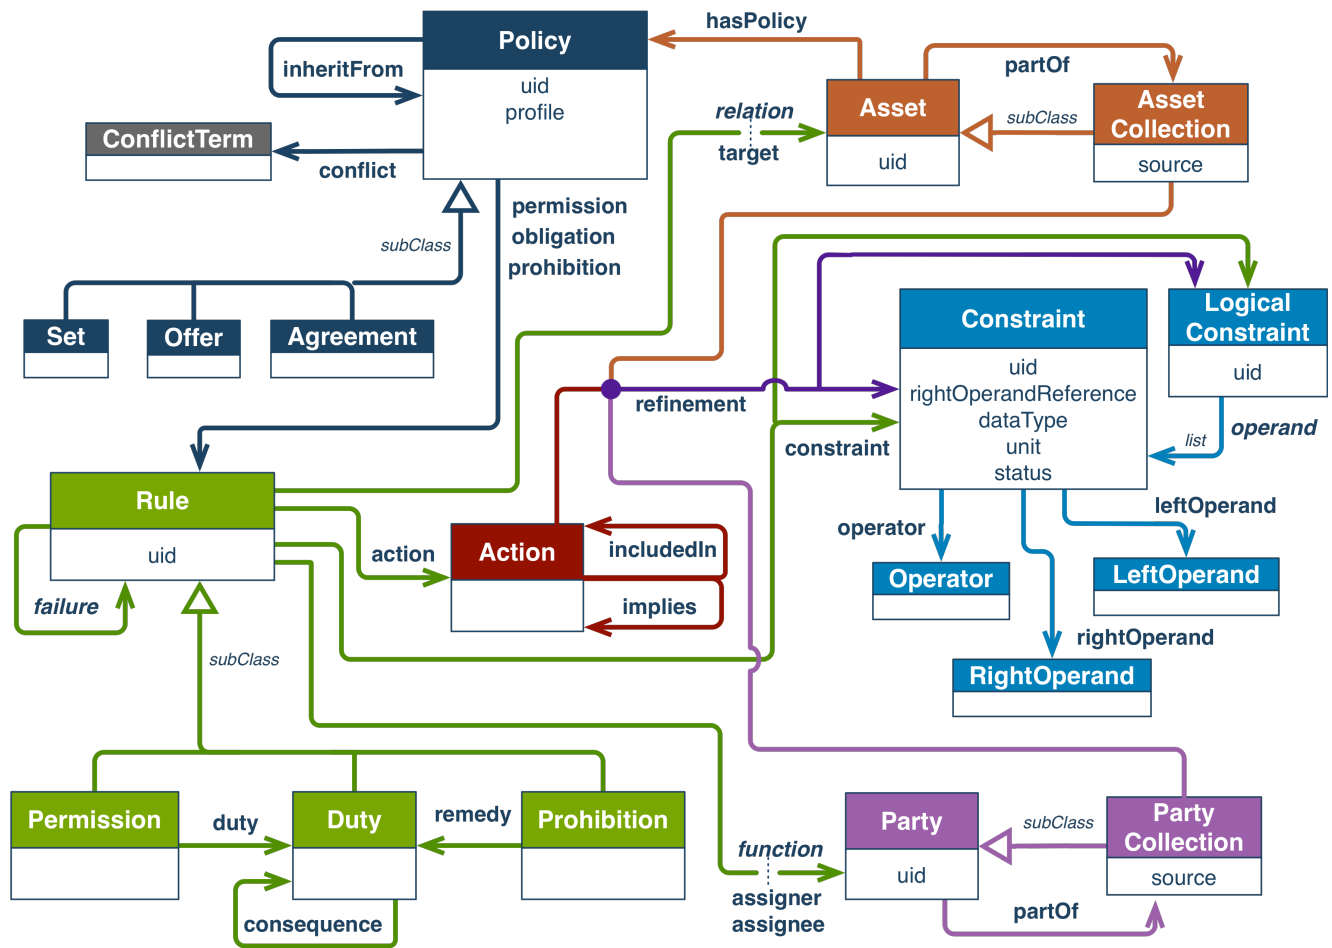 Policy
uid
profile
inheritFrom
hasPolicy
partOf
Asset
uid
Asset
Collection
source
subClass
relation
target
ConflictTerm
conflict
subClass
permission
obligation
prohibition
Set
Offer
Agreement
Constraint
uid
rightOperandReference
dataType
unit
status
Logical
Constraint
uid
refinement
constraint
operand
list
Rule
uid
failure
action
Action
includedIn
implies
operator
leftOperand
Operator
LeftOperand
rightOperand
RightOperand
subClass
Permission
duty
Duty
remedy
Prohibition
consequence
function
assigner
assignee
Party
uid
subClass
Party
Collection
source
partOf